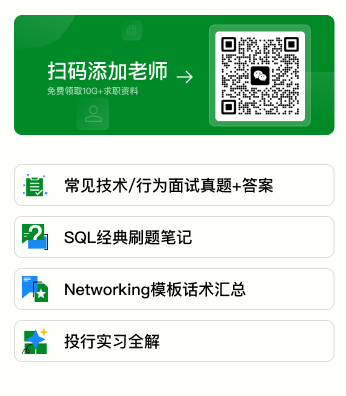 扫码添加老师
免费领取10G+求职资料
常见技术/行为面试真题+答案
SQL经典刷题笔记
Networking模板话术汇总
投行实习全解